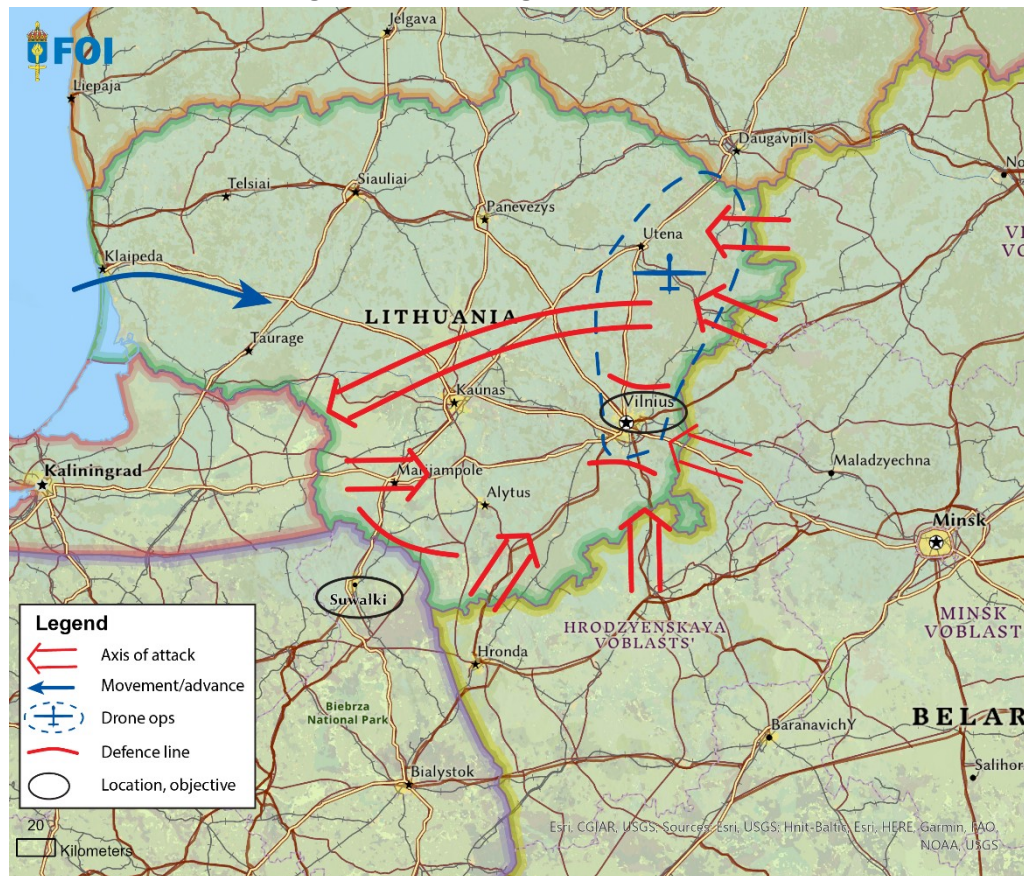 FOI
Jelgava
Liepaja
Daugavpils
Telsiai
Siauliai
Panevezys
Utena
Klaipeda
LITHUANIA
Taurage
Kaunas
Vilnius
Kaliningrad
Marijampole
Maladzyechna
Alytus
Minsk
Suwalki
HRODZYENSKAYA
VOBLASTS'
MINSK
VOBLAST
Hronda
Biebrza
National Park
BaranavichY
BELAR
Bialystok
Salihor
Legend
Axis of attack
Movement/advance
Drone ops
Defence line
Location, objective
20
Kilometers
Esri, CGIAR, USGS, Sources: Esri, USGS, Hnit-Baltic, Esri, HERE, Garmin, FAO,
NOAA, USGS